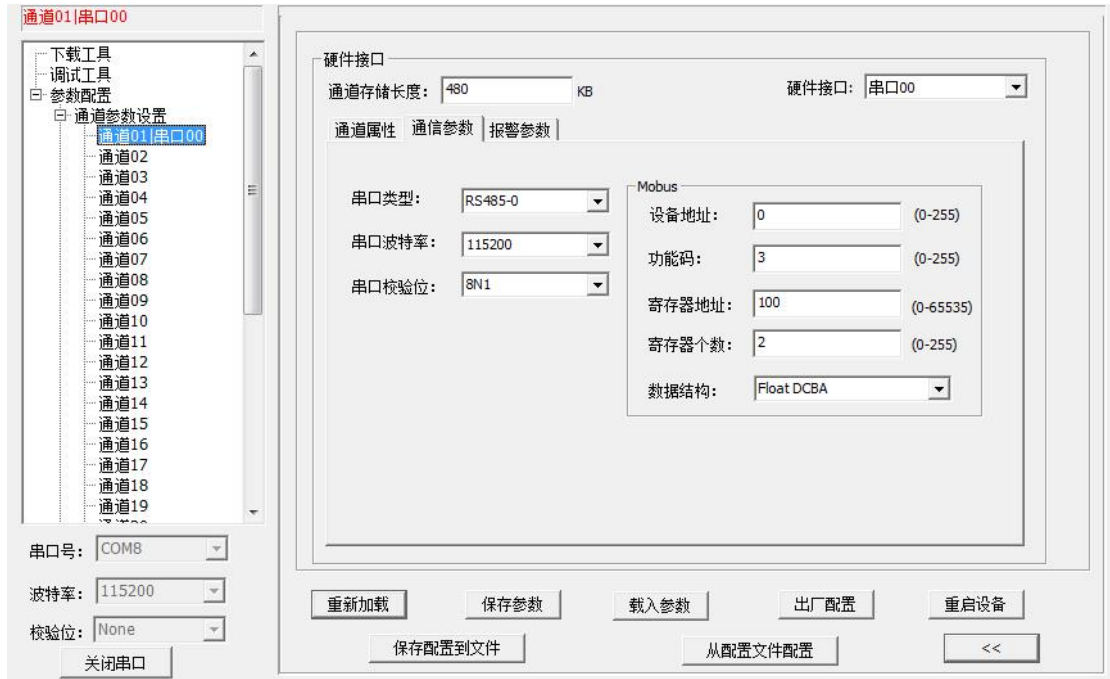 通道01|串口00
下载工具
调试工具
参数配置
通道参数设置
通道01|串口00
通道02
通道03
通道04
通道05
通道06
通道07
通道08
通道09
通道10
通道11
通道12
通道13
通道14
通道15
通道16
通道17
通道18
通道19
串口号: COM8
波特率: 115200
校验位: None
关闭串口
硬件接口
通道存储长度: 480 KB
硬件接口: 串口00
通道属性 通信参数 报警参数
串口类型: RS485-0
串口波特率: 115200
串口校验位: 8N1
Mobus
设备地址: 0 (0-255)
功能码: 3 (0-255)
寄存器地址: 100 (0-65535)
寄存器个数: 2 (0-255)
数据结构: Float DCBA
重新加载 保存参数 载入参数 出厂配置 重启设备
保存配置到文件 从配置文件配置 <<